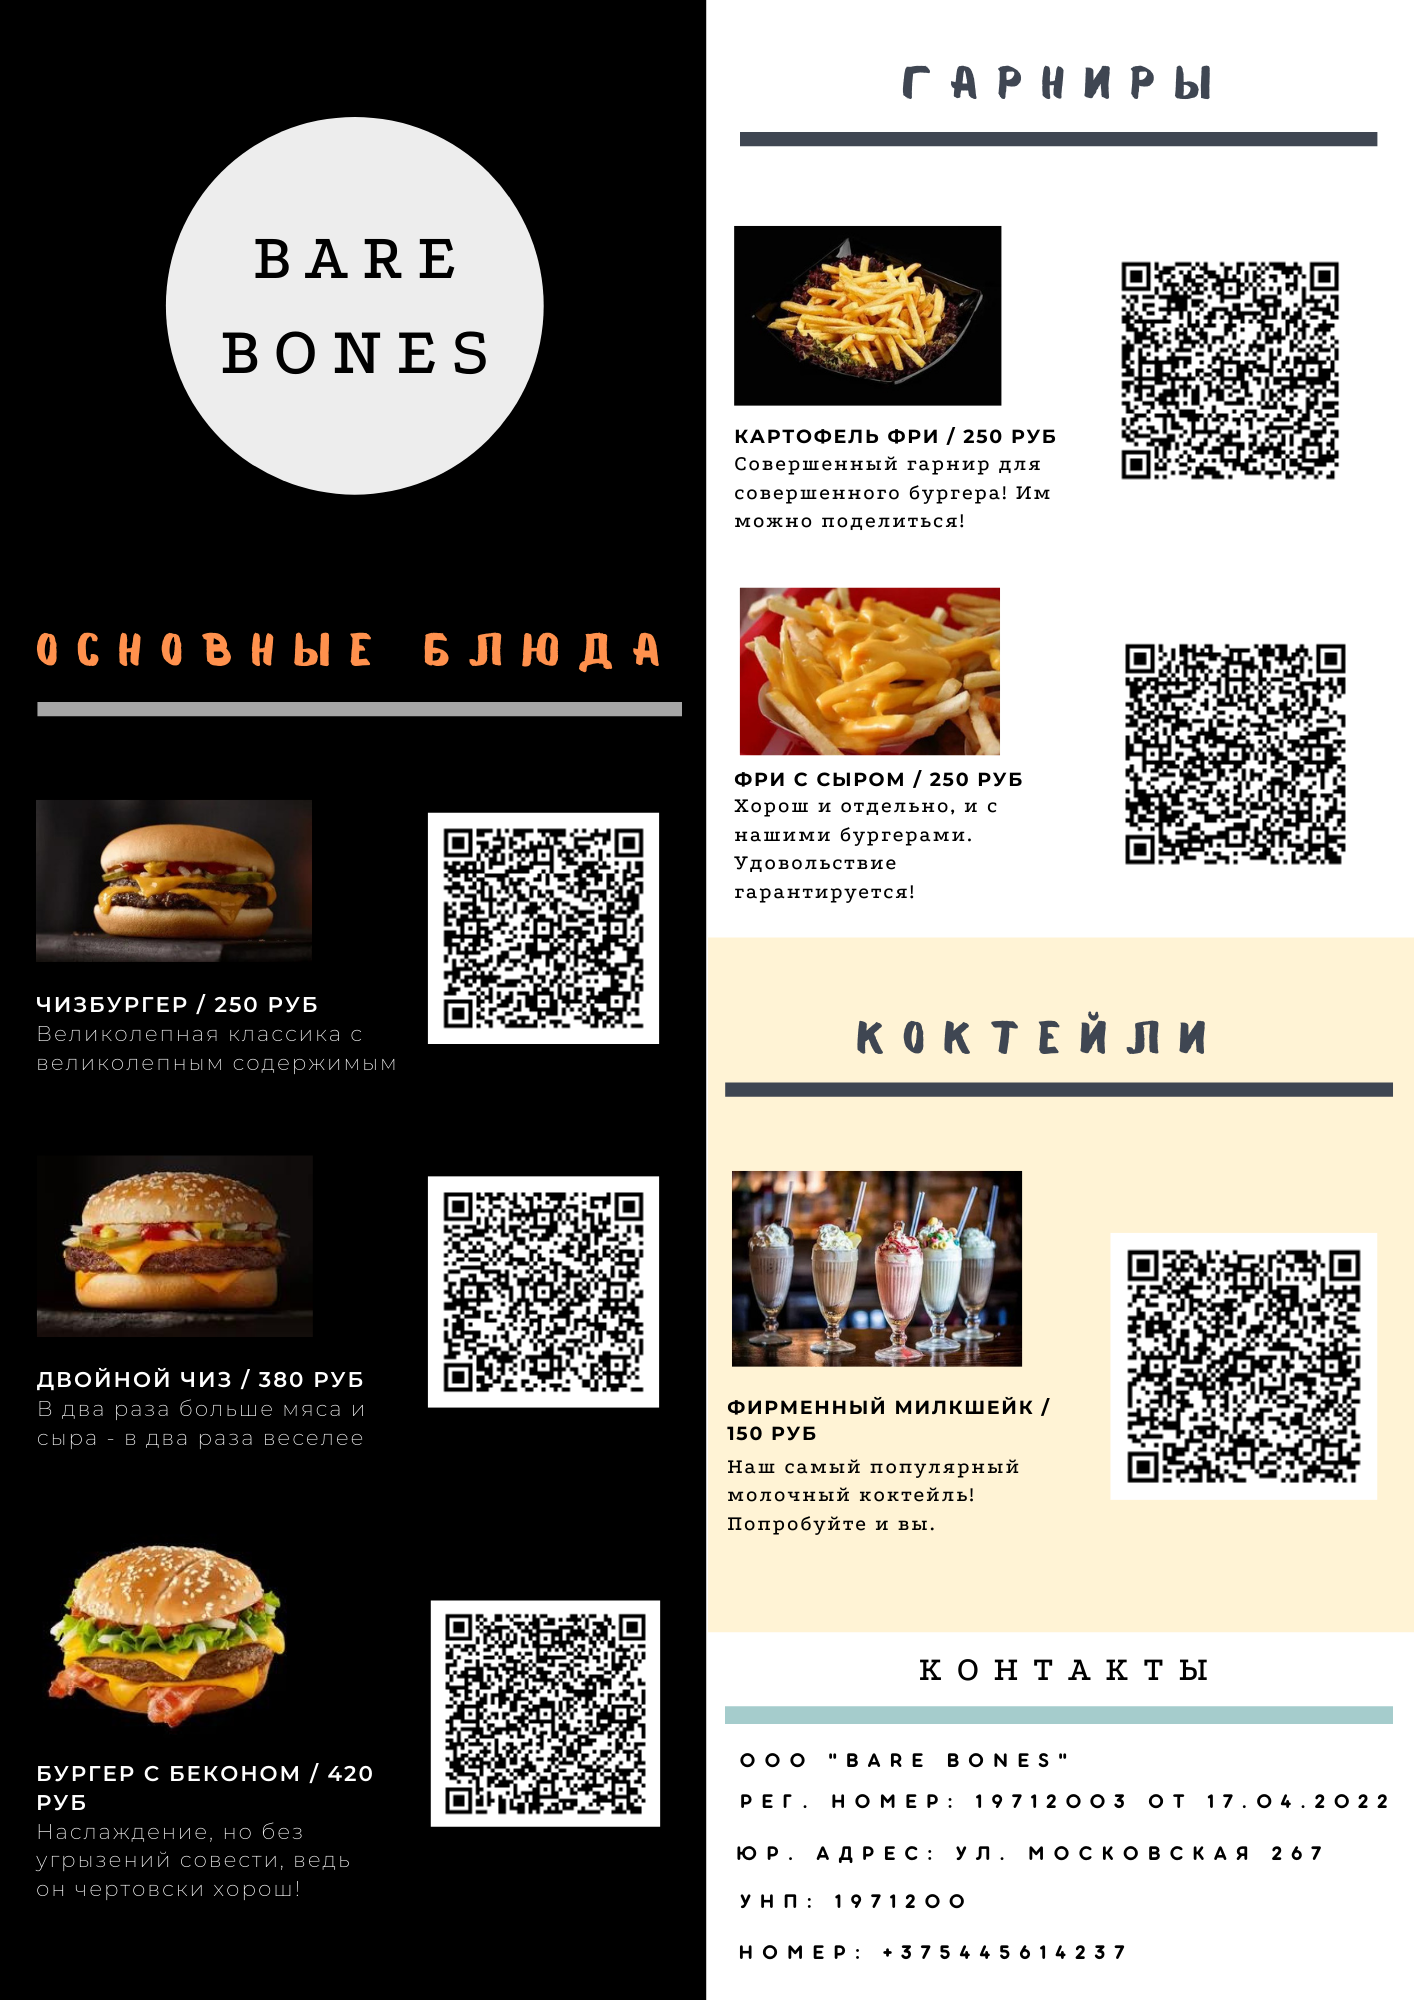 BARE
BONES
ОСНОВНЫЕ БЛЮДА
ЧИЗБУРГЕР / 250 РУБ
Великолепная классика с
великолепным содержимым
ДВОЙНОЙ ЧИЗ / 380 РУБ
В два раза больше мяса и
сыра - в два раза веселее
БУРГЕР С БЕКОНОМ / 420
РУБ
Наслаждение, но без
угрызений совести, ведь
он чертовски хорош!
ГАРНИРЫ
КАРТОФЕЛЬ ФРИ / 250 РУБ
Совершенный гарнир для
совершенного бургера! Им
можно поделиться!
ФРИ С СЫРОМ / 250 РУБ
Хорош и отдельно, и с
нашими бургерами.
Удовольствие
гарантируется!
КОКТЕЙЛИ
ФИРМЕННЫЙ МИЛКШЕЙК /
150 РУБ
Наш самый популярный
молочный коктейль!
Попробуйте и вы.
КОНТАКТЫ
ООО "BARE BONES"
РЕГ. НОМЕР: 19712003 ОТ 17.04.2022
ЮР. АДРЕС: УЛ. МОСКОВСКАЯ 267
УНП: 1971200
НОМЕР: +375445614237